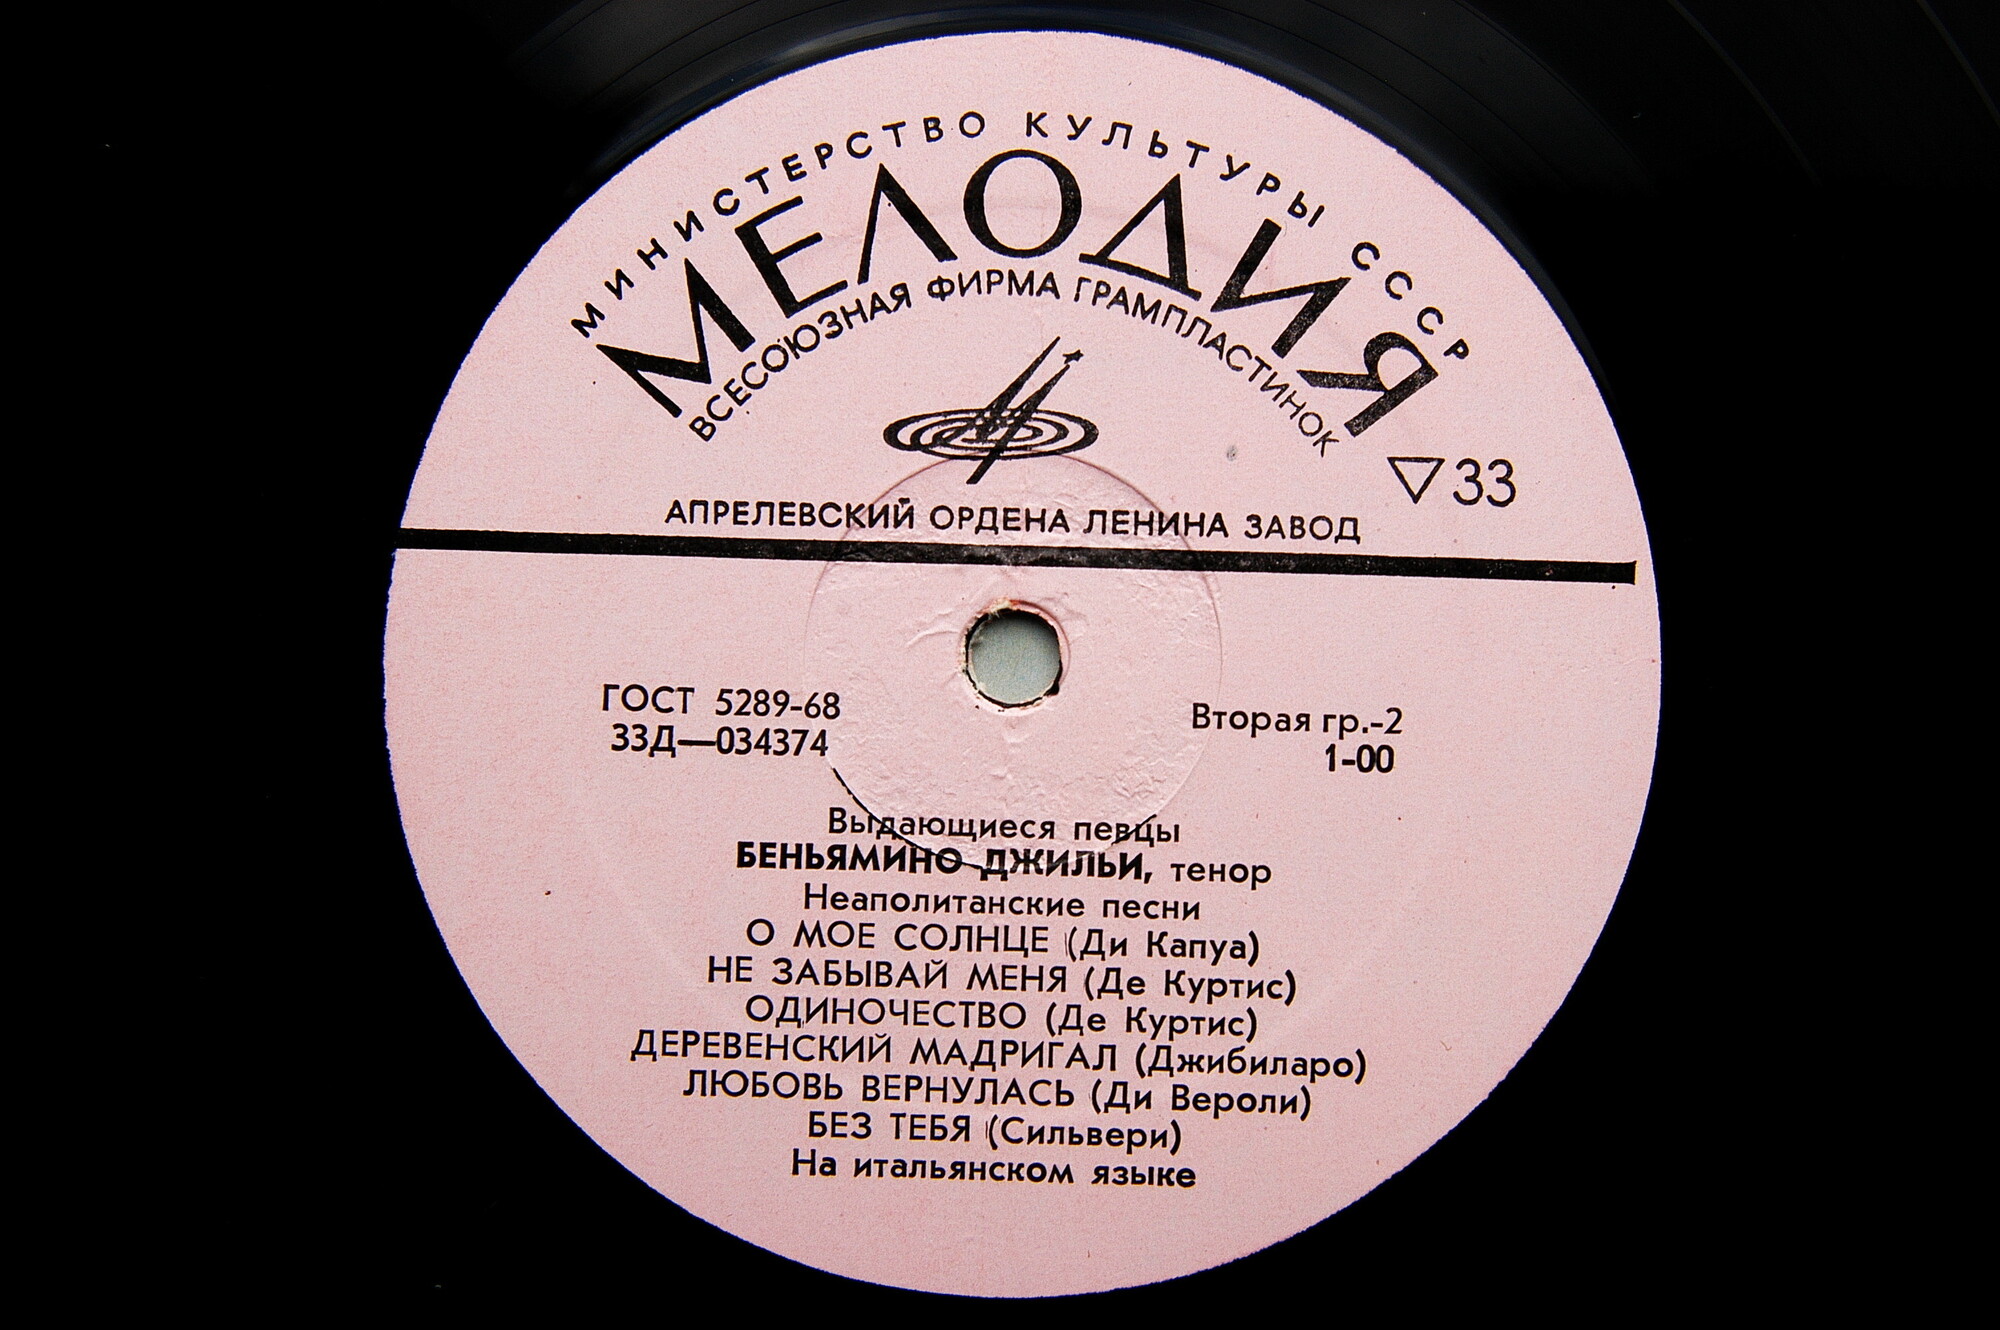 МИНИСТЕРСТВО КУЛЬТУРЫ СССР
МЕЛОДИЯ
ВСЕСОЮЗНАЯ ФИРМА ГРАМПЛАСТИНОК
▽33
АПРЕЛЕВСКИЙ ОРДЕНА ЛЕНИНА ЗАВОД
ГОСТ 5289-68
33Д—034374
Вторая гр.-2
1-00
Выдающиеся певцы
БЕНЬЯМИНО ДЖИЛЬИ, тенор
Неаполитанские песни
О МОЕ СОЛНЦЕ (Ди Капуа)
НЕ ЗАБЫВАЙ МЕНЯ (Де Куртис)
ОДИНОЧЕСТВО (Де Куртис)
ДЕРЕВЕНСКИЙ МАДРИГАЛ (Джибиларо)
ЛЮБОВЬ ВЕРНУЛАСЬ (Ди Вероли)
БЕЗ ТЕБЯ (Сильвери)
На итальянском языке